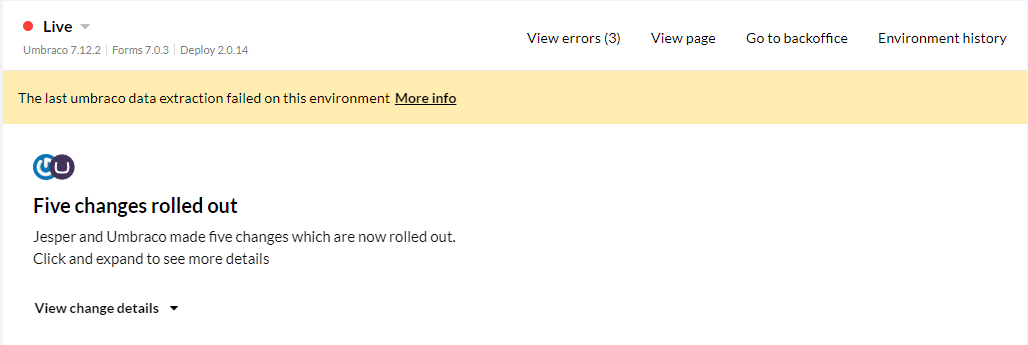 Live
View errors (3) View page Go to backoffice Environment history
Umbraco 7.12.2 Forms 7.0.3 Deploy 2.0.14
The last umbraco data extraction failed on this environment More info
Five changes rolled out
Jesper and Umbraco made five changes which are now rolled out.
Click and expand to see more details
View change details